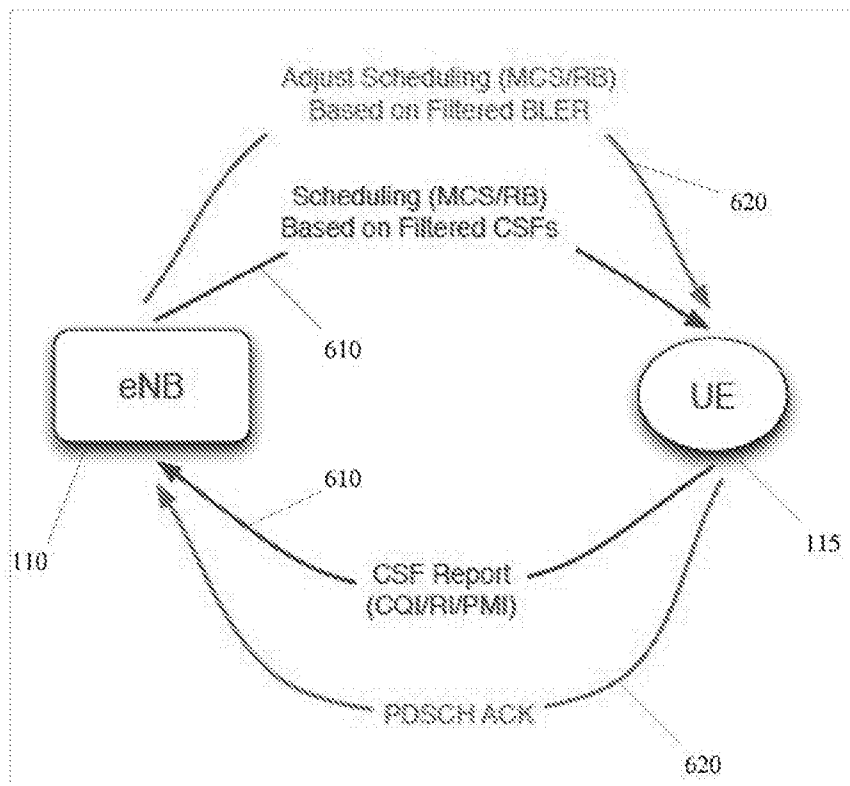 Adjust Scheduling (MCS/RB)
Based on Filtered BLER
620
Scheduling (MCS/RB)
Based on Filtered CSFs
610
eNB
UE
610
110
115
CSF Report
(CQI/RI/PMI)
PDSCH ACK
620